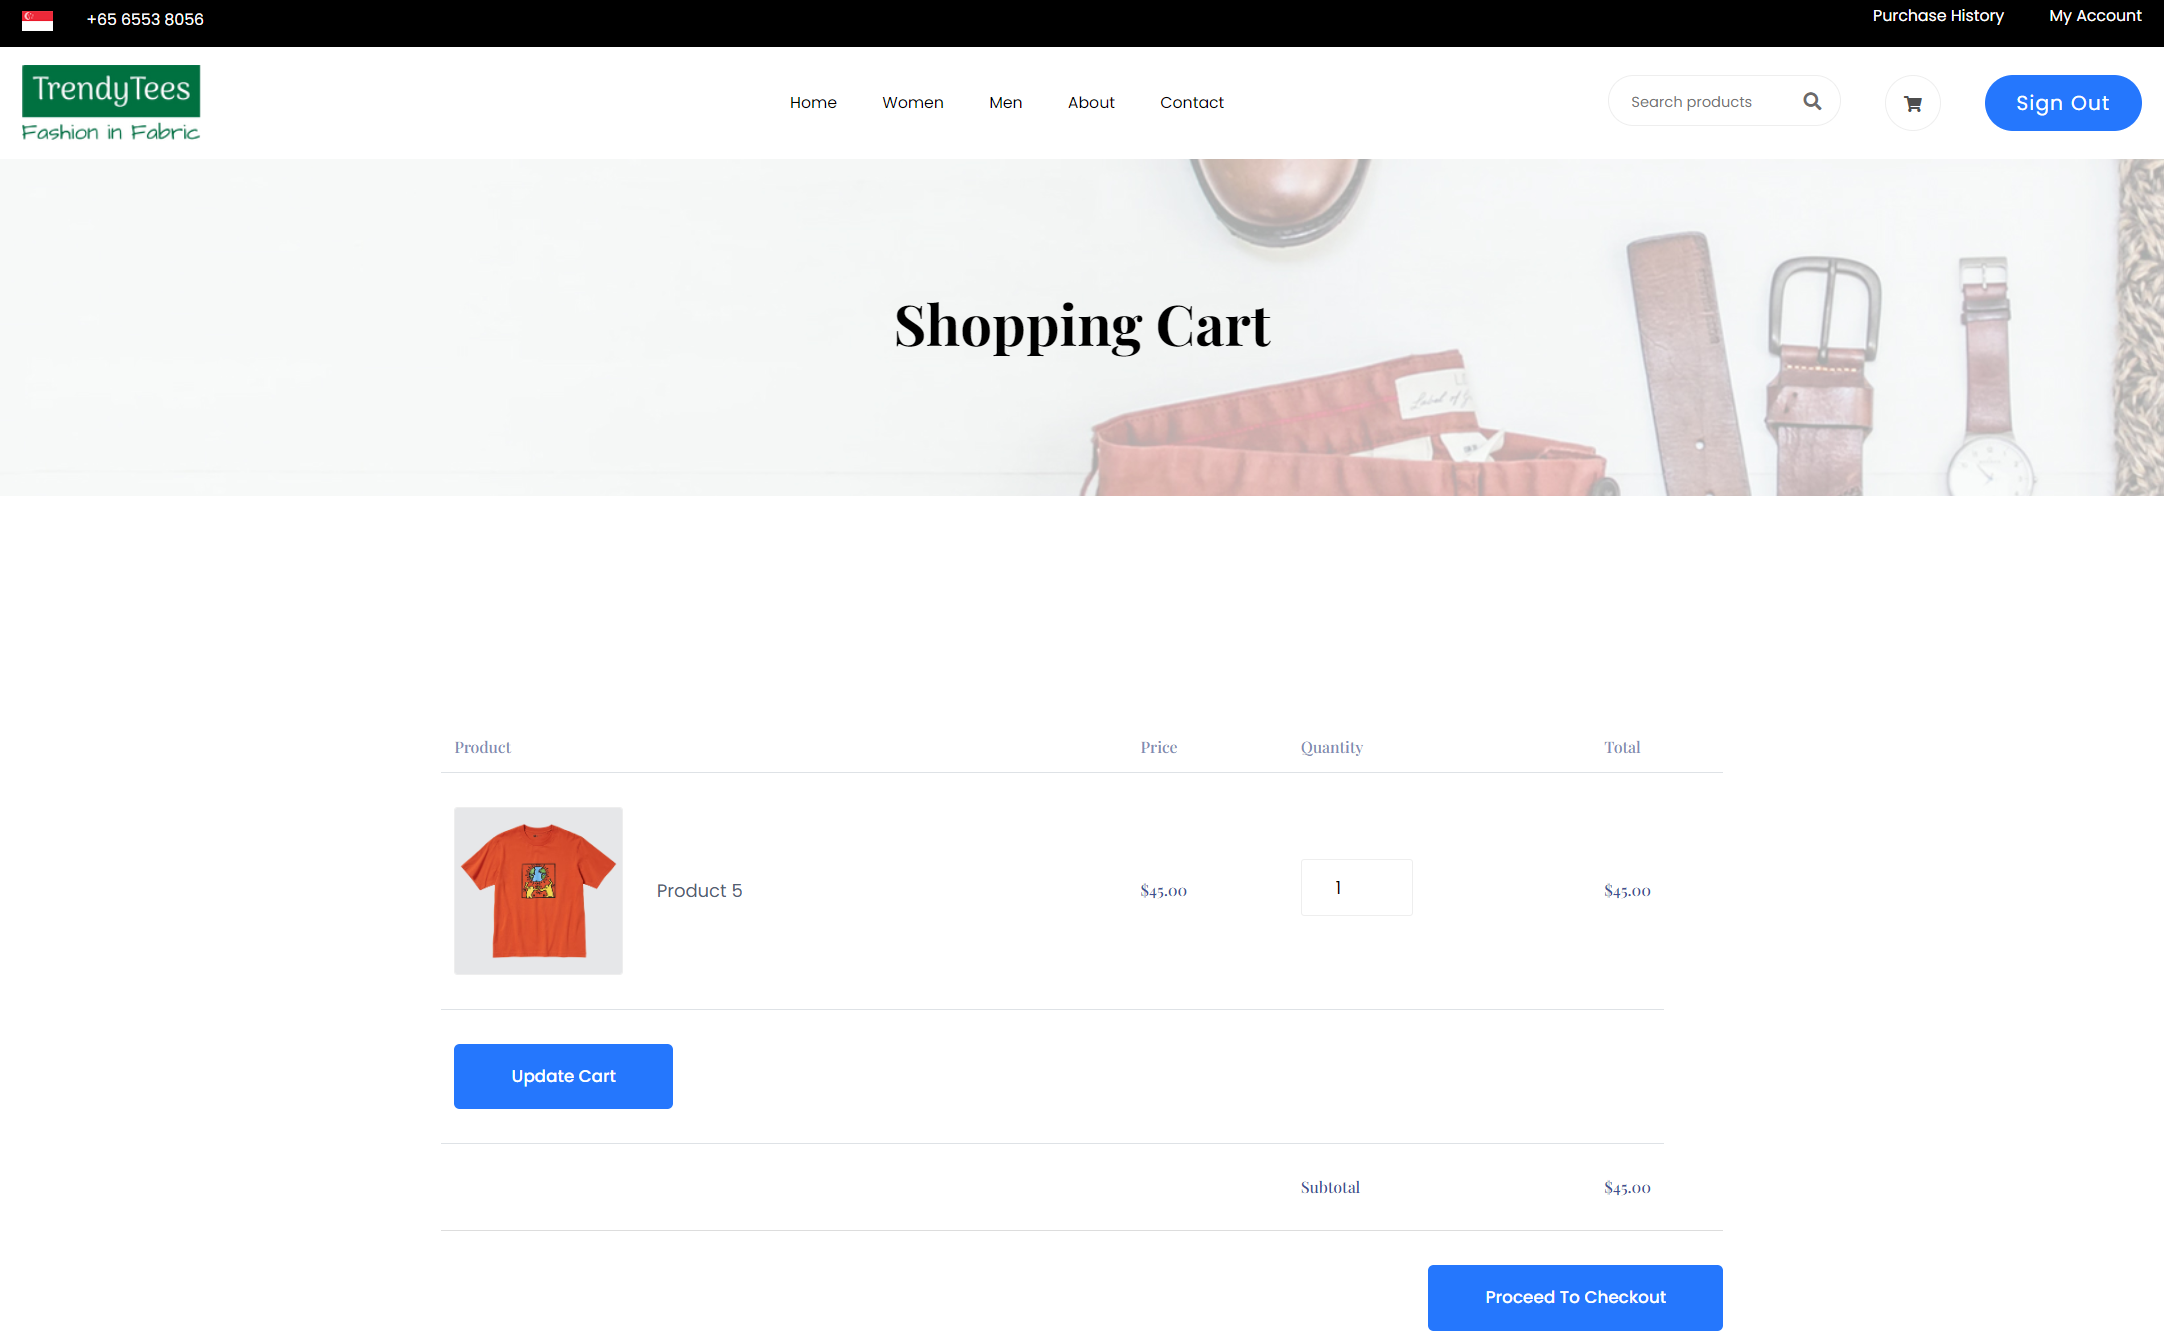 +65 6553 8056
Purchase History My Account
TrendyTees
Fashion in Fabric
Home Women Men About Contact
Search products
Sign Out
Shopping Cart
Label of
Product Price Quantity Total
Product 5 $45.00 1 $45.00
Update Cart
Subtotal $45.00
Proceed To Checkout